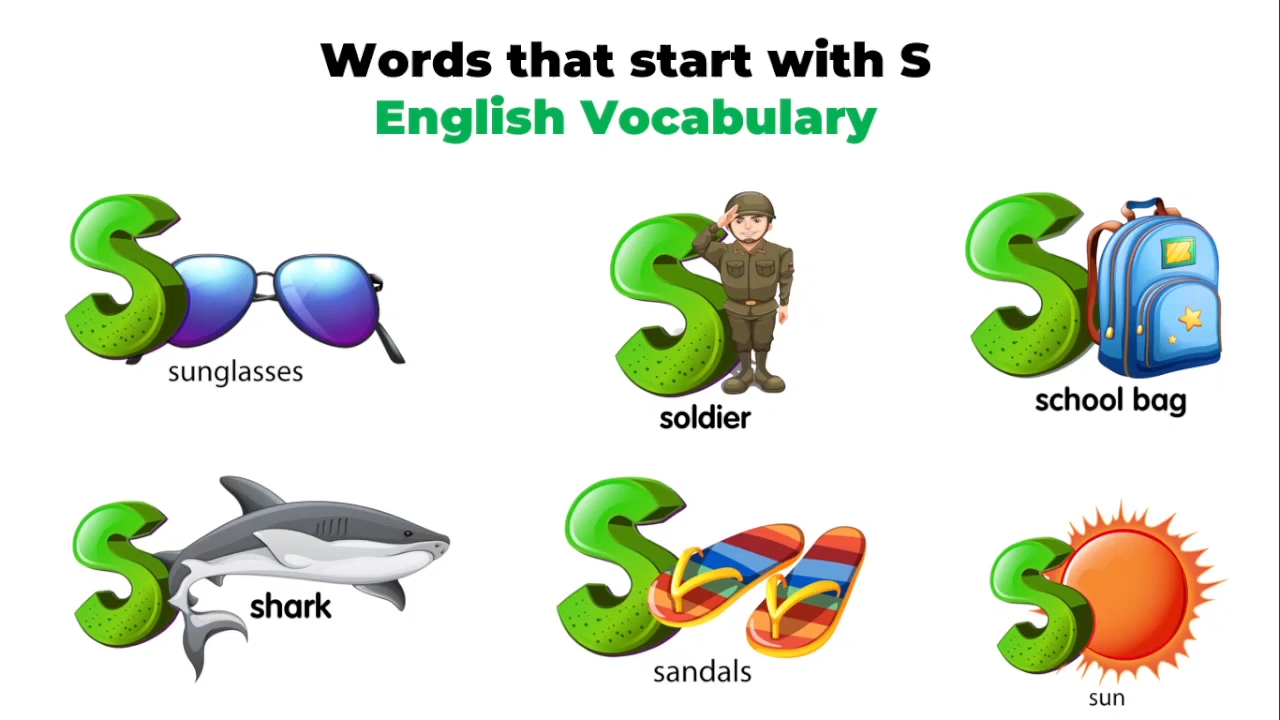 Words that start with S
English Vocabulary
S
sunglasses
S
soldier
S
school bag
S
shark
S
sandals
S
sun